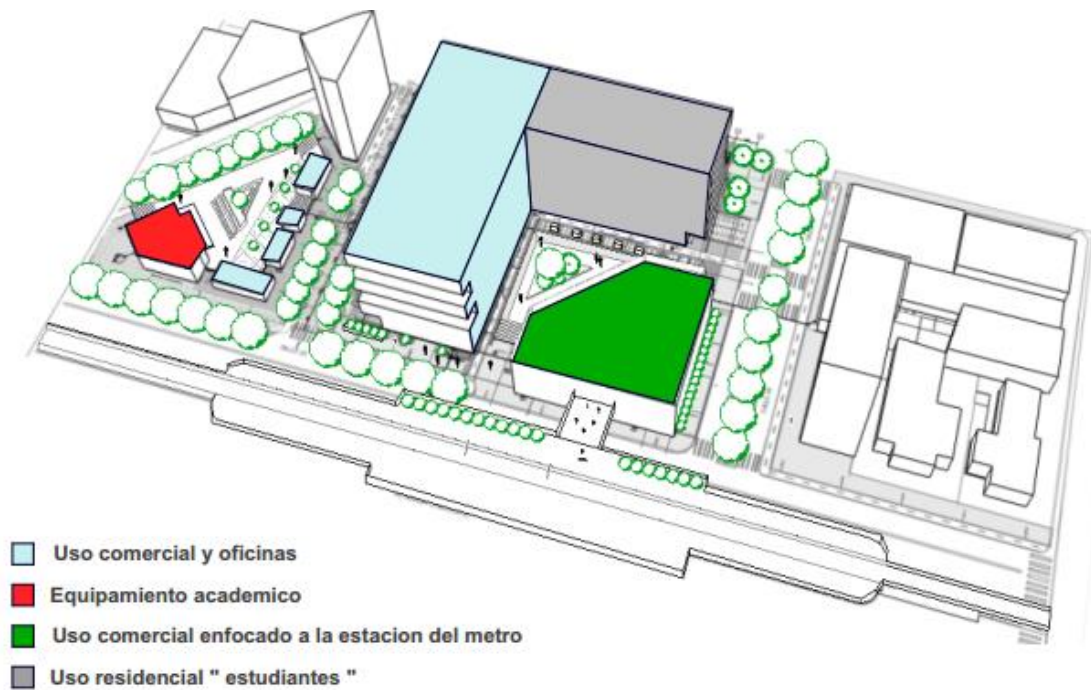 Uso comercial y oficinas
Equipamiento academico
Uso comercial enfocado a la estacion del metro
Uso residencial " estudiantes "